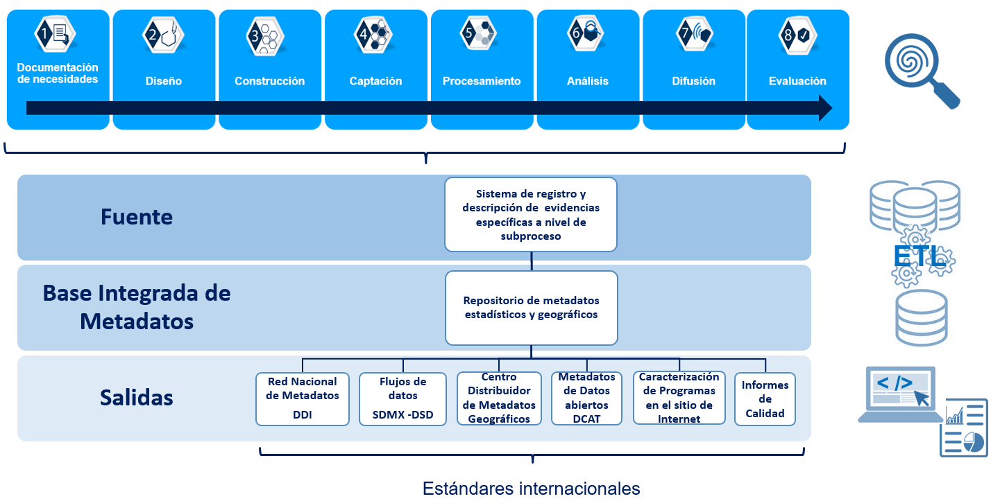 1
2
3
4
5
6
7
8
Documentación
de necesidades
Diseño
Construcción
Captación
Procesamiento
Análisis
Difusión
Evaluación
Fuente
Sistema de registro y
descripción de evidencias
específicas a nivel de
subproceso
ETL
Base Integrada de
Metadatos
Repositorio de metadatos
estadísticos y geográficos
Salidas
Red Nacional
de Metadatos
DDI
Flujos de
datos
SDMX -DSD
Centro
Distribuidor
de Metadatos
Geográficos
Metadatos
de Datos
abiertos
DCAT
Caracterización
de Programas
en el sitio de
Internet
Informes
de
Calidad
</>
Estándares internacionales